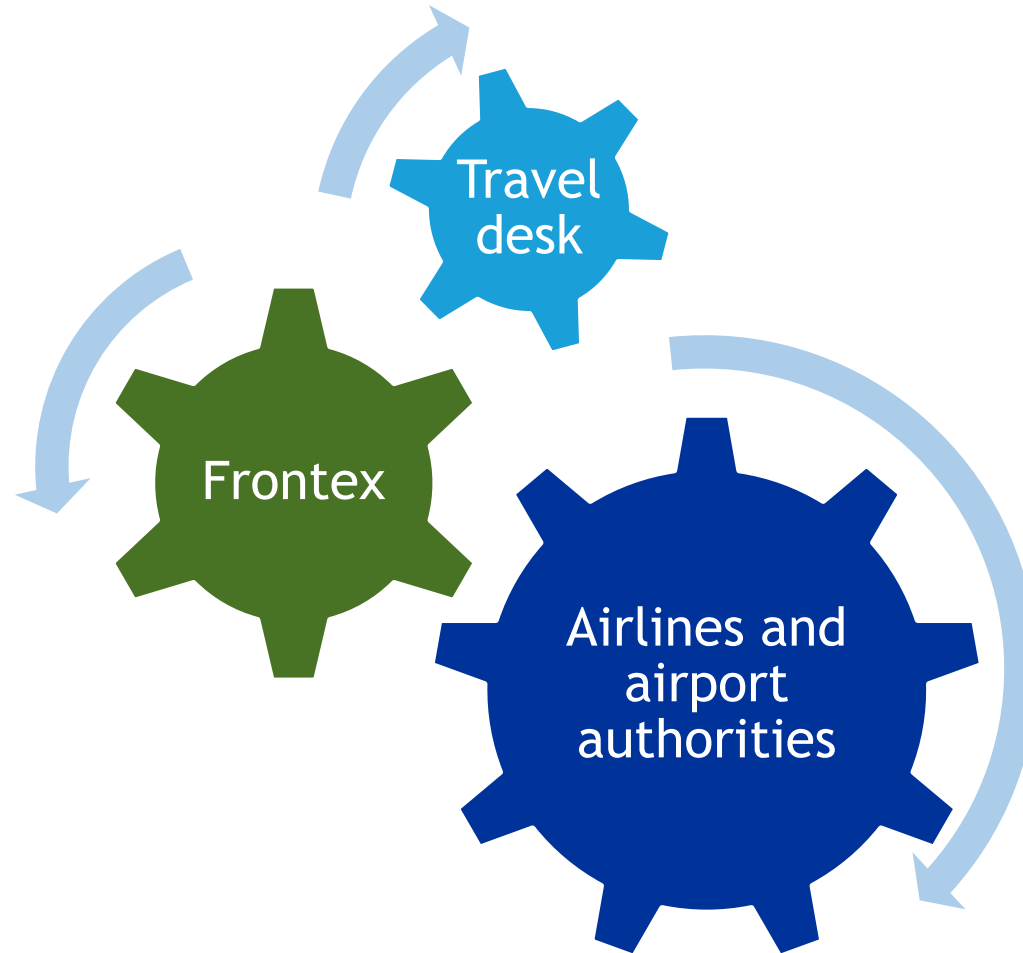 Travel
desk
Frontex
Airlines and
airport
authorities